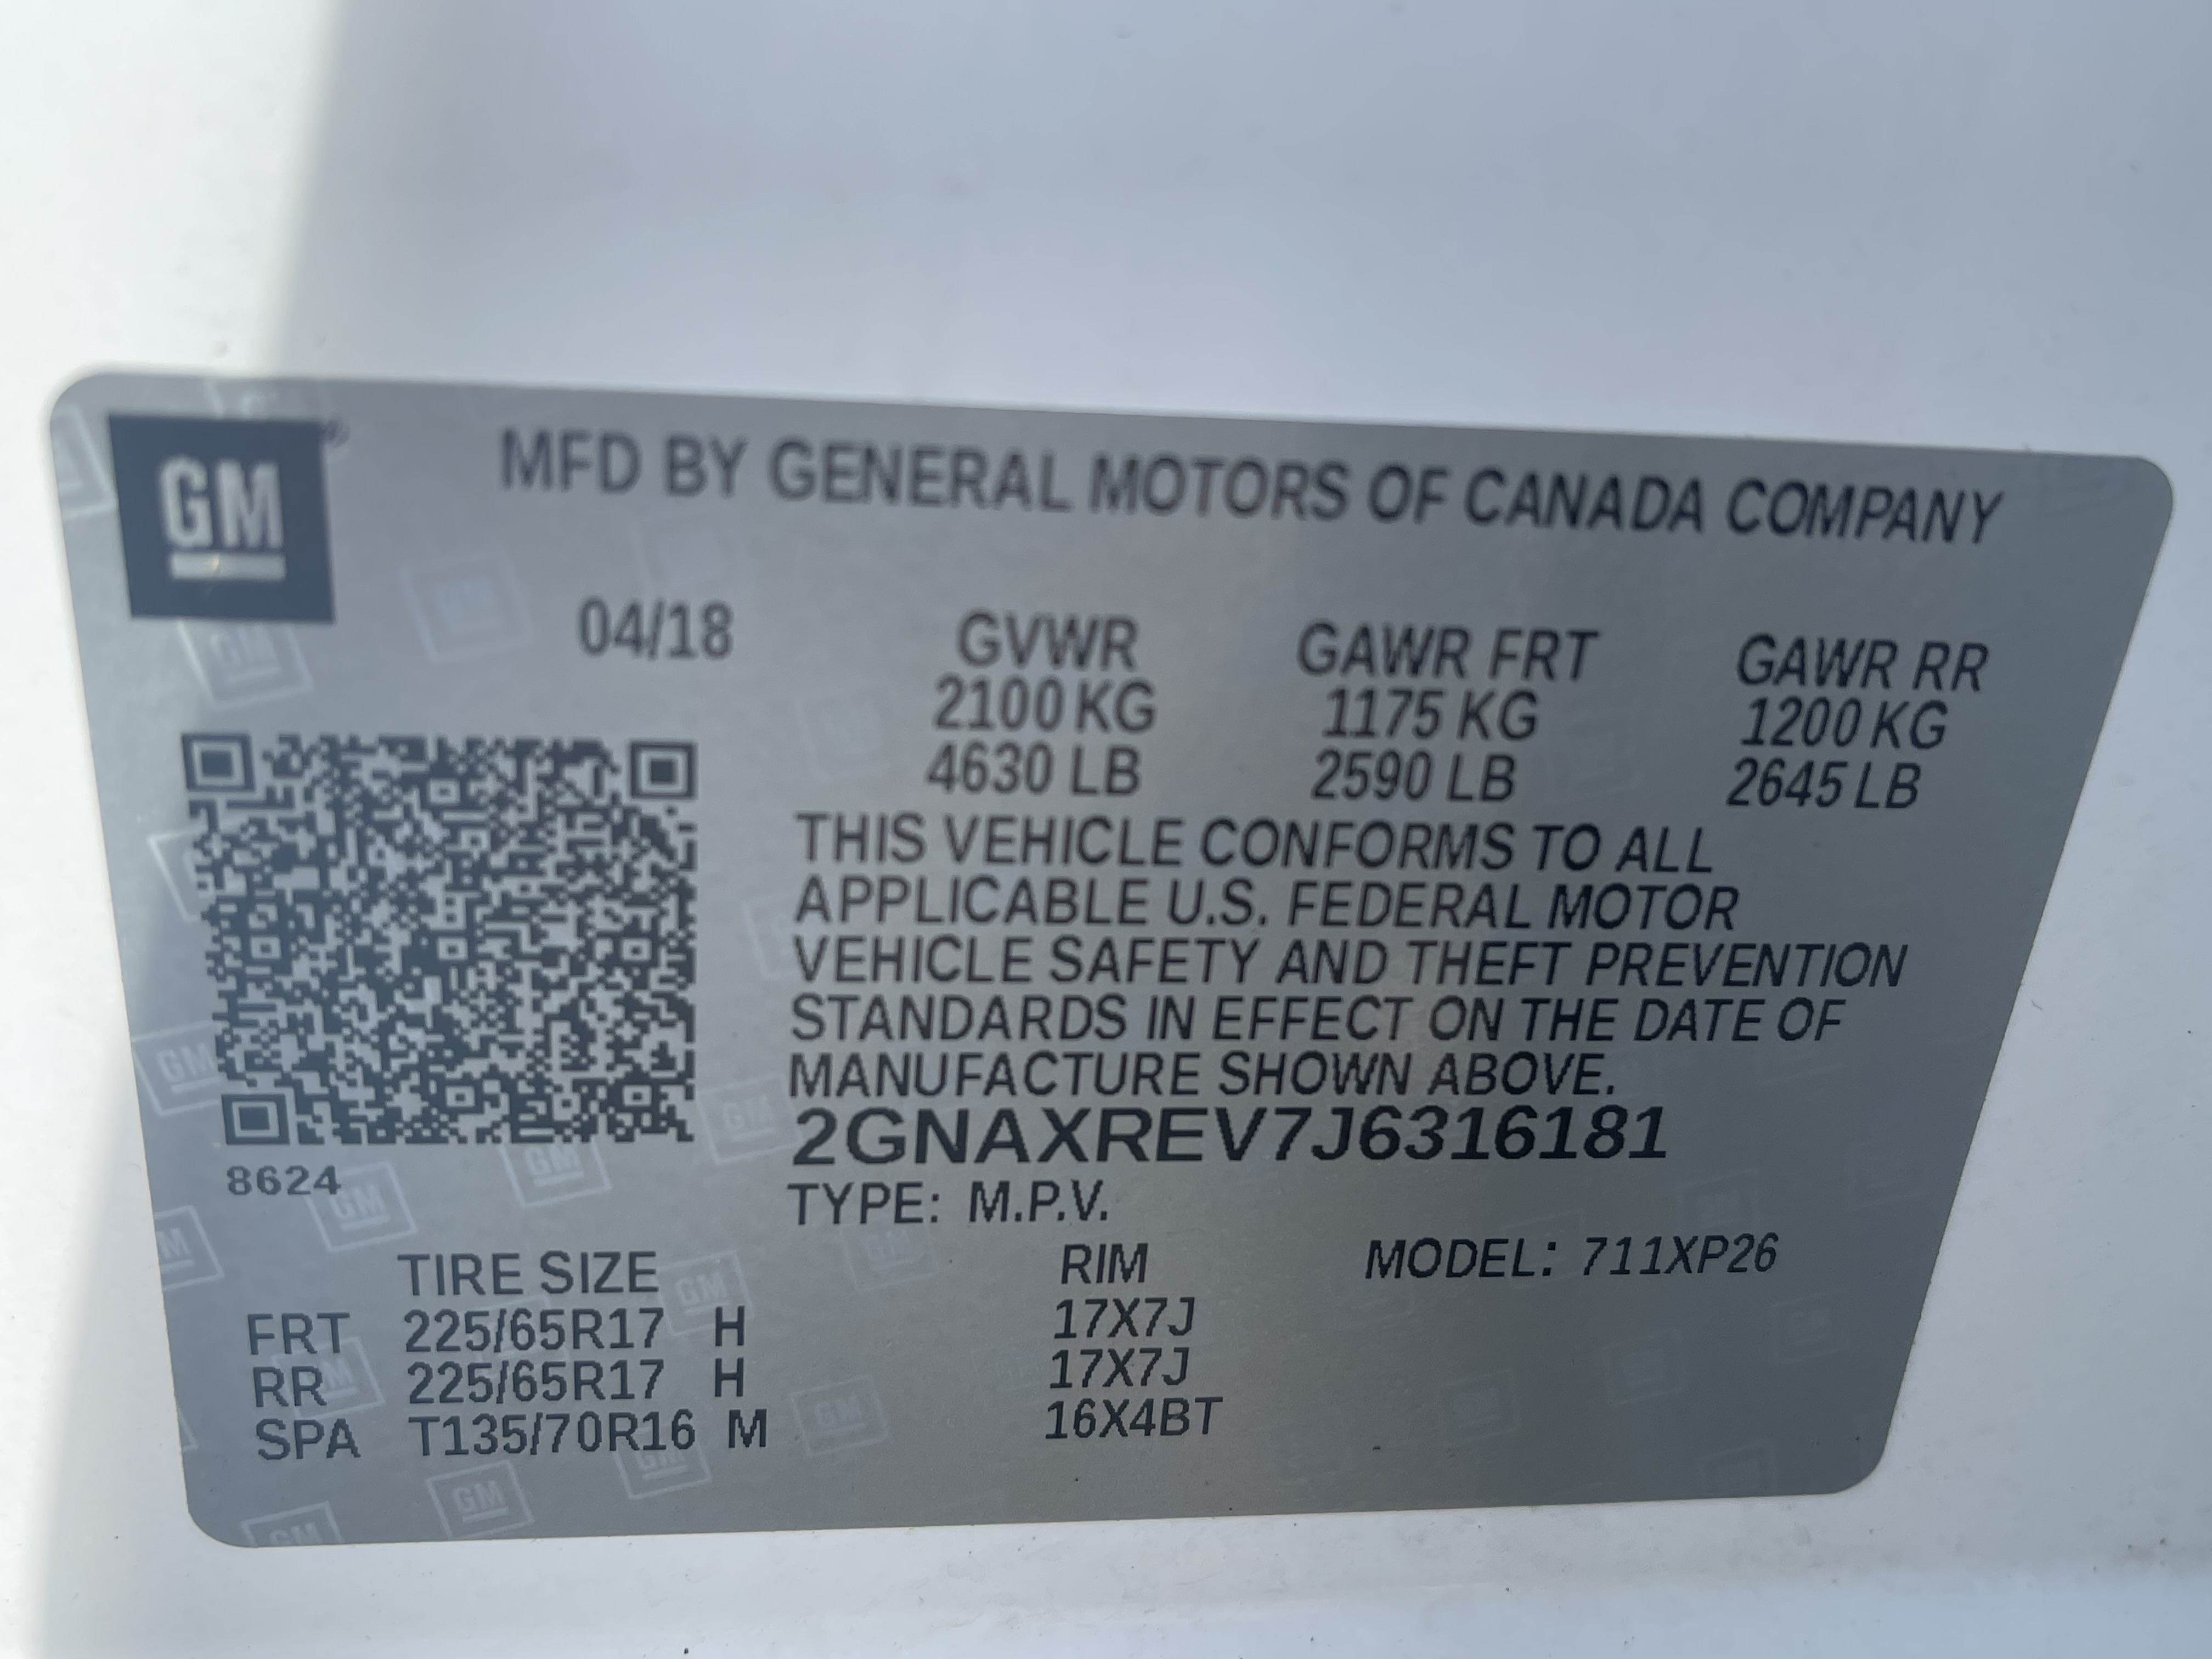 GM
MFD BY GENERAL MOTORS OF CANADA COMPANY
04/18 GVWR GAWR FRT GAWR RR
2100 KG 1175 KG 1200 KG
4630 LB 2590 LB 2645 LB
THIS VEHICLE CONFORMS TO ALL
APPLICABLE U.S. FEDERAL MOTOR
VEHICLE SAFETY AND THEFT PREVENTION
STANDARDS IN EFFECT ON THE DATE OF
MANUFACTURE SHOWN ABOVE.
2GNAXREV7J6316181
8624
TYPE: M.P.V.
TIRE SIZE RIM MODEL: 711XP26
FRT 225/65R17 H 17X7J
RR 225/65R17 H 17X7J
SPA T135/70R16 M 16X4BT